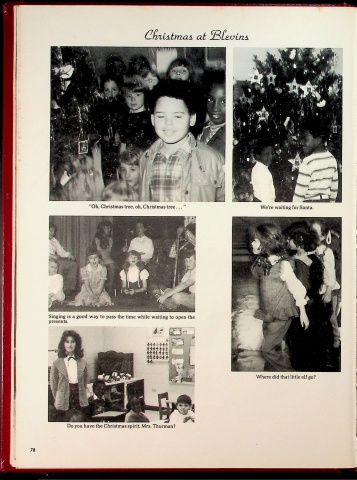 Christmas at Blevins
"Oh, Christmas tree, oh, Christmas tree . . ."
We're waiting for Santa.
Singing is a good way to pass the time while waiting to open the
presents.
Where did that little elf go?
Do you have the Christmas spirit, Mrs. Thurman?
78